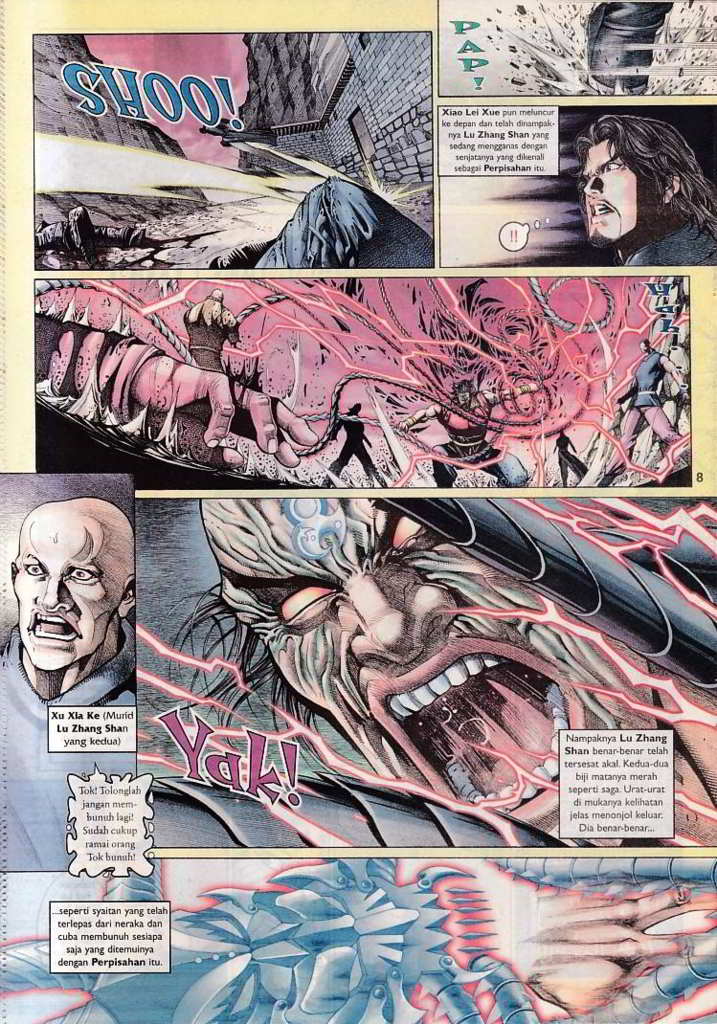 PAP!
SHOO!
Xiao Lei Xue pun meluncur
ke depan dan telah dinampak-
nya Lu Zhang Shan yang
sedang mengganas dengan
senjatanya yang dikenali
sebagai Perpisahan itu.
!!
YAK!
8
Xu Xia Ke (Murid
Lu Zhang Shan
yang kedua)
Yak!
Tok! Tolonglah
jangan mem-
bunuh lagi!
Sudah cukup
ramai orang
Tok bunuh!
Nampaknya Lu Zhang
Shan benar-benar telah
tersesat akal. Kedua-dua
biji matanya merah
seperti saga. Urat-urat
di mukanya kelihatan
jelas menonjol keluar.
Dia benar-benar...
...seperti syaitan yang telah
terlepas dari neraka dan
cuba membunuh sesiapa
saja yang ditemuinya
dengan Perpisahan itu.